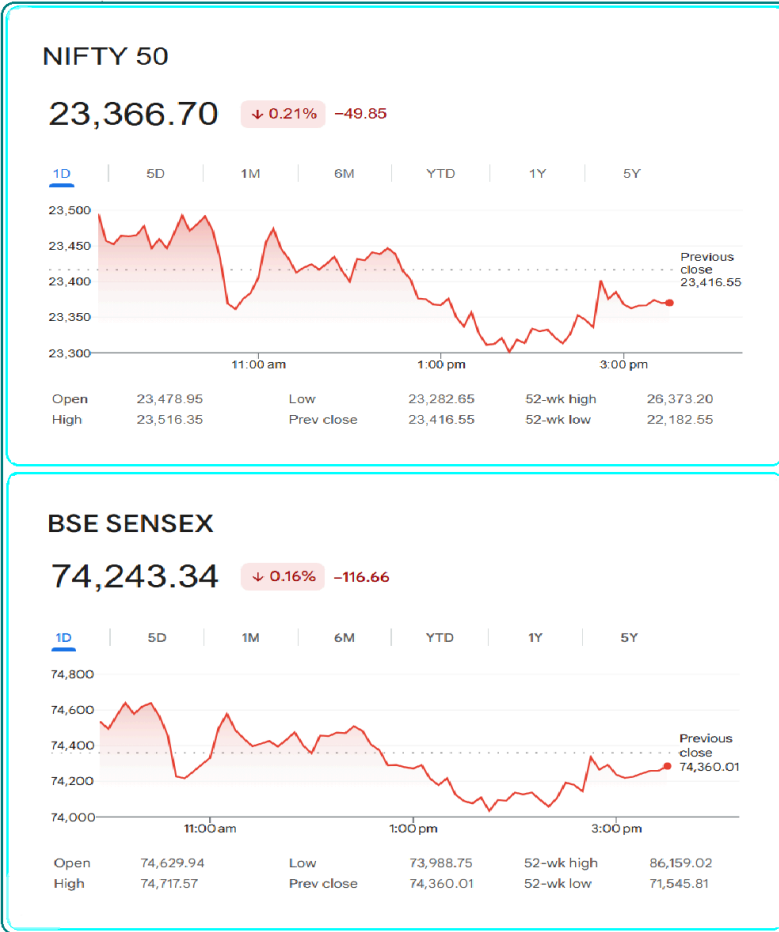 NIFTY 50
23,366.70 ↓ 0.21% −49.85
1D 5D 1M 6M YTD 1Y 5Y
23,500
23,450
23,400
23,350
23,300
Previous
close
23,416.55
11:00 am 1:00 pm 3:00 pm
Open 23,478.95 Low 23,282.65 52-wk high 26,373.20
High 23,516.35 Prev close 23,416.55 52-wk low 22,182.55
BSE SENSEX
74,243.34 ↓ 0.16% −116.66
1D 5D 1M 6M YTD 1Y 5Y
74,800
74,600
74,400
74,200
74,000
Previous
close
74,360.01
11:00 am 1:00 pm 3:00 pm
Open 74,629.94 Low 73,988.75 52-wk high 86,159.02
High 74,717.57 Prev close 74,360.01 52-wk low 71,545.81